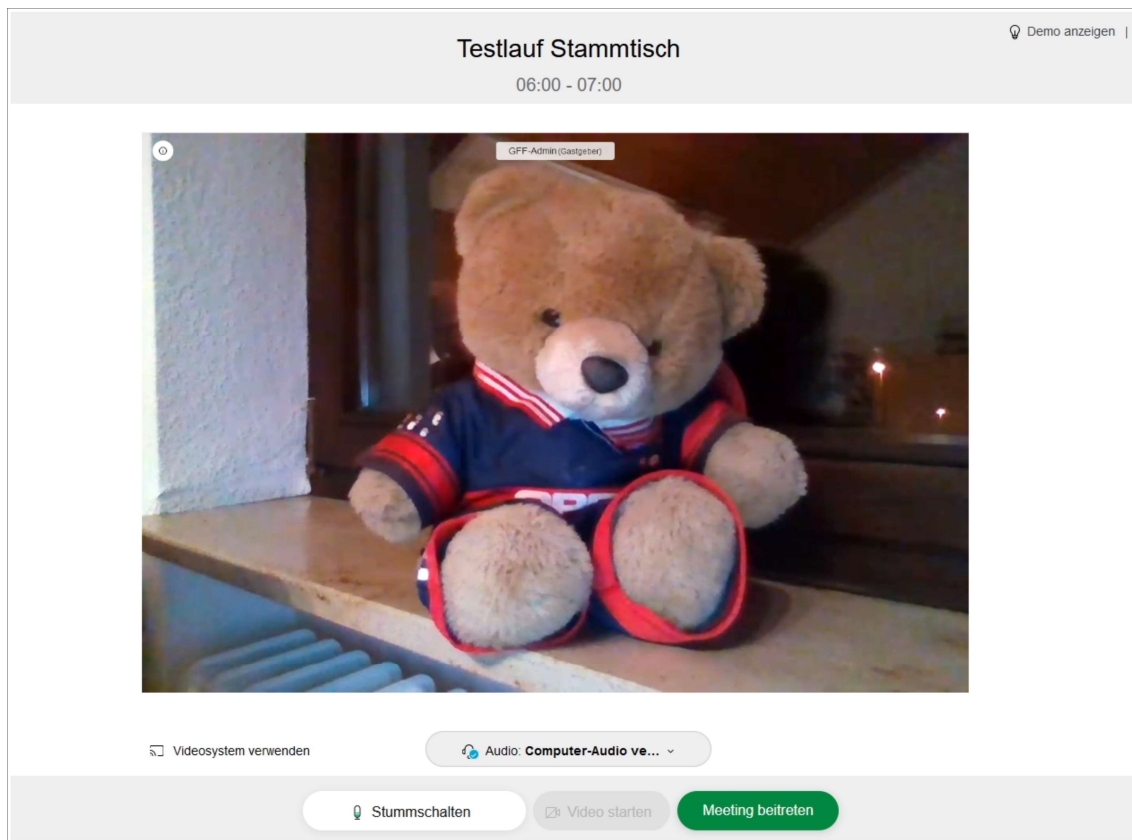 Demo anzeigen |
Testlauf Stammtisch
06:00 - 07:00
GFF-Admin (Gastgeber)
Videosystem verwenden
Audio: Computer-Audio ve...
Stummschalten
Video starten
Meeting beitreten